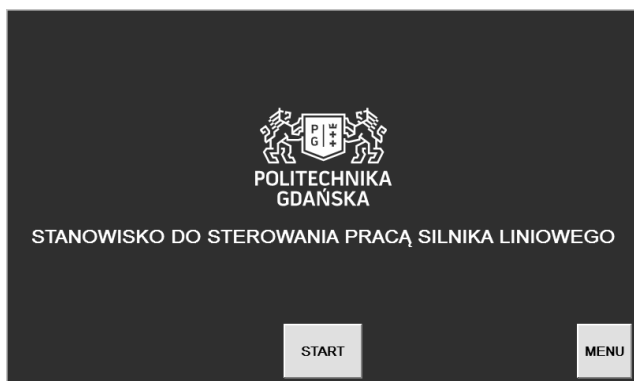 P
G
POLITECHNIKA
GDAŃSKA
STANOWISKO DO STEROWANIA PRACĄ SILNIKA LINIOWEGO
START
MENU